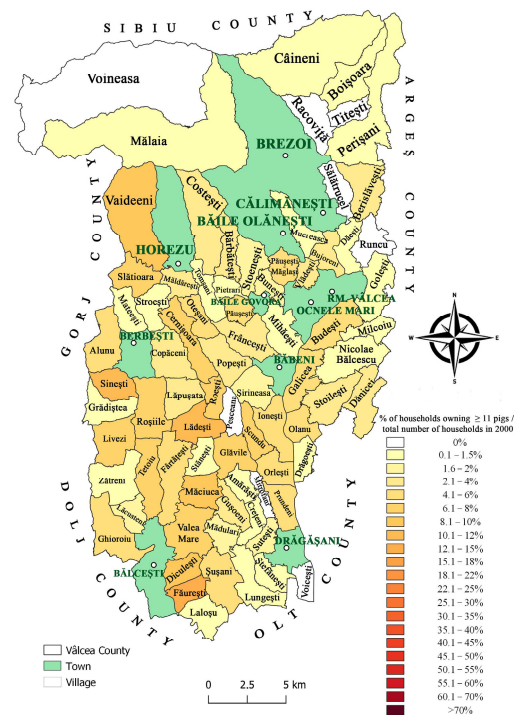 SIBIU COUNTY
Câineni
Voineasa
Boișoara
ARGEȘ COUNTY
Racoviță
Titești
Perișani
Mălaia
BREZOI
Sălătrucel
GORJ COUNTY
Vaideeni
Costești
CĂLIMĂNEȘTI
Berislăvești
BĂILE OLĂNEȘTI
Muereasca
Dăești
Runcu
HOREZU
Bărbătești
Stoenești
Bujoreni
Păușești
Măglași
Vlădești
Golești
Slătioara
Măldărești
Tomșani
Pietrari
Bunești
BĂILE GOVORA
RM. VÂLCEA
OCNELE MARI
Mateești
Stroești
Oteșani
Păușești
Cernișoara
Mihăești
Budești
Milcoiu
BERBEȘTI
Frâncești
Alunu
Copăceni
BĂBENI
Nicolae
Bălcescu
Popești
Galicea
Sinești
Roești
Dănicei
Grădiștea
Lăpușata
Sirineasa
Stoilești
Fârtățești
Pesceanu
Ionești
Roșiile
Lădești
Olanu
Livezi
Scundu
Drăgoești
Tetoiu
Stănești
Glăvile
Orlești
Zătreni
Măciuca
Amărăști
Prundeni
Lăcusteni
Gușoeni
Crețeni
Valea
Mare
Mădulari
Sutești
DRĂGĂȘANI
Ghioroiu
DOLJ COUNTY
BĂLCEȘTI
Diculești
Șușani
Ștefănești
Făurești
Lungești
Voicești
Laloșu
OLT COUNTY
N
W
E
S
% of households owning ≥ 11 pigs /
total number of households in 2000
0%
0.1 – 1.5%
1.6 – 2%
2.1 – 4%
4.1 – 6%
6.1 – 8%
8.1 – 10%
10.1 – 12%
12.1 – 15%
15.1 – 18%
18.1 – 22%
22.1 – 25%
25.1 – 30%
30.1 – 35%
35.1 – 40%
40.1 – 45%
45.1 – 50%
50.1 – 55%
55.1 – 60%
60.1 – 70%
>70%
Vâlcea County
Town
Village
0 2.5 5 km